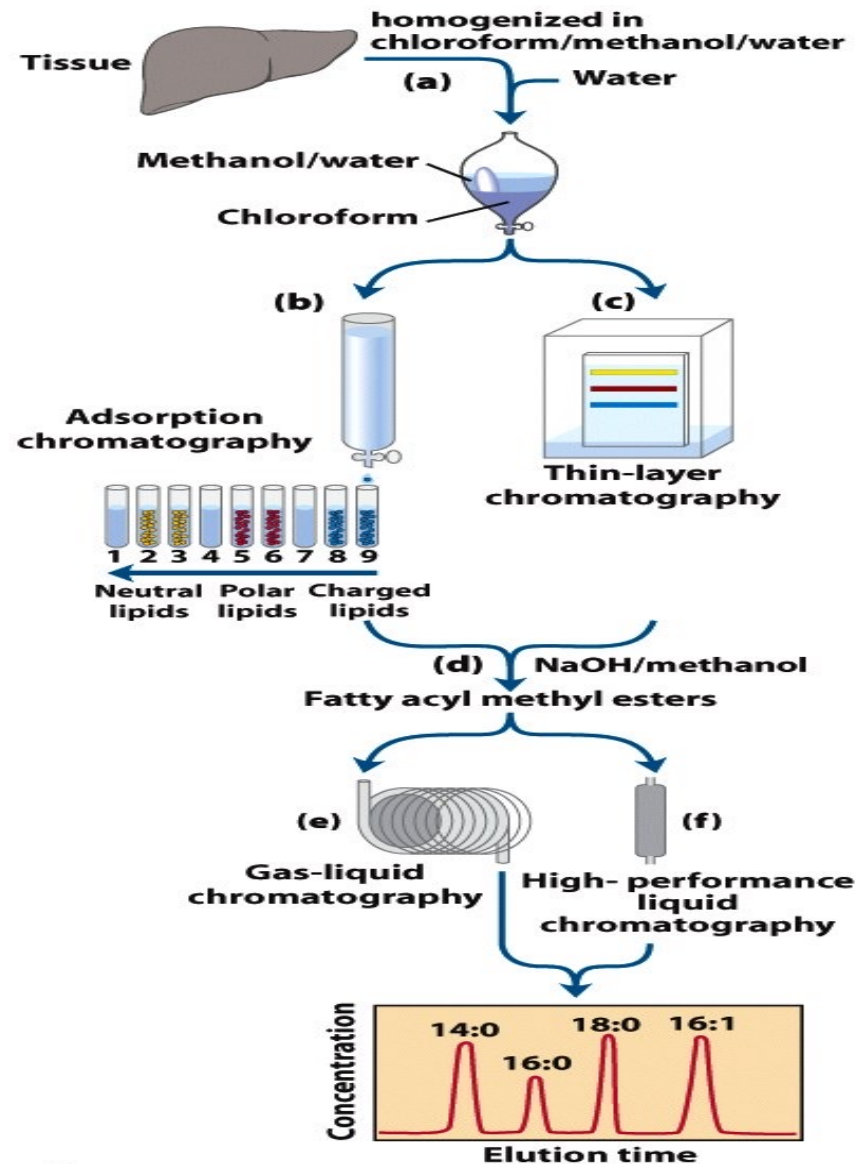 homogenized in
chloroform/methanol/water
Tissue
(a)
Water
Methanol/water
Chloroform
(b)
(c)
Adsorption
chromatography
Thin-layer
chromatography
1 2 3 4 5 6 7 8 9
Neutral Polar Charged
lipids lipids lipids
(d) NaOH/methanol
Fatty acyl methyl esters
(e)
(f)
Gas-liquid
chromatography
High- performance
liquid
chromatography
Concentration
14:0
16:0
18:0
16:1
Elution time